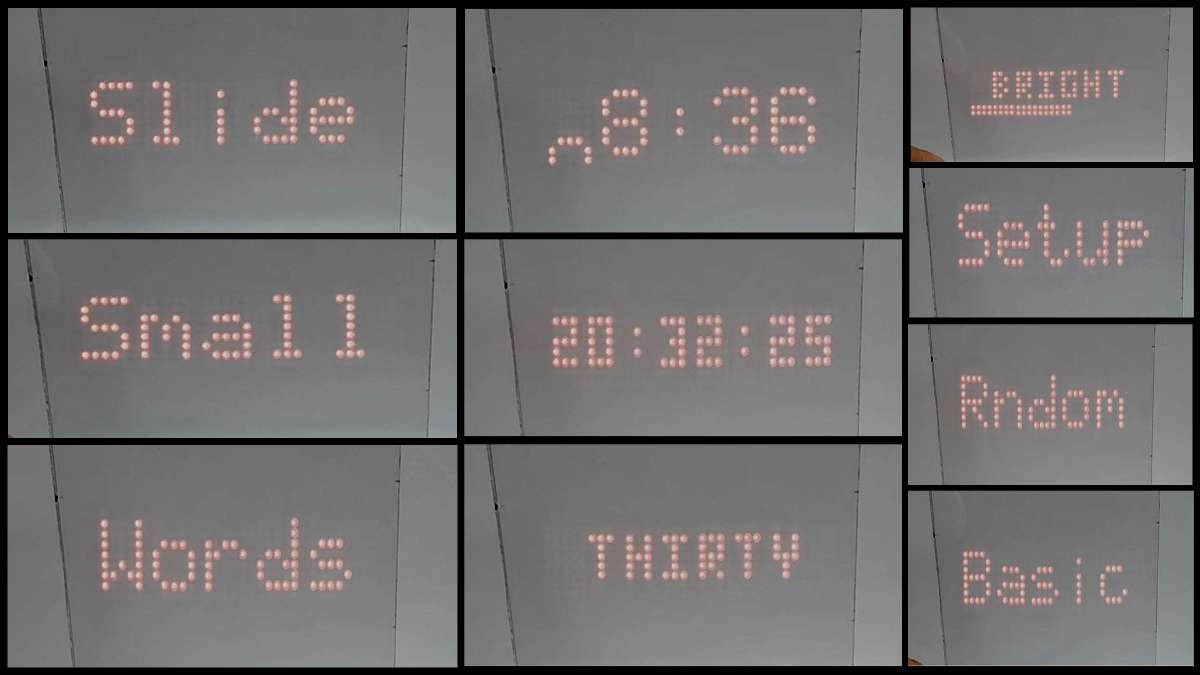 Slide
8:36
BRIGHT
Setup
Small
20:32:25
Rndom
Words
THIRTY
Basic